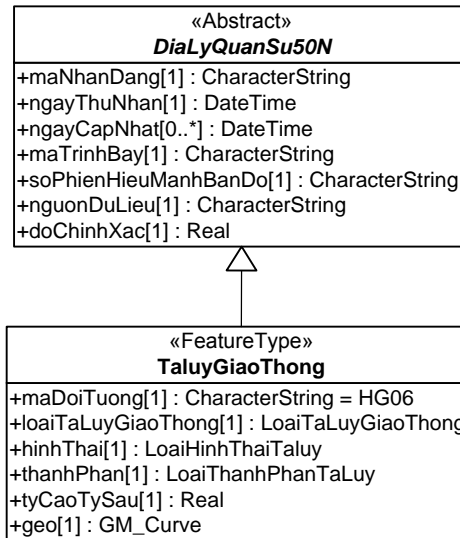 «Abstract»
DiaLyQuanSu50N
+maNhanDang[1] : CharacterString
+ngayThuNhan[1] : DateTime
+ngayCapNhat[0..*] : DateTime
+maTrinhBay[1] : CharacterString
+soPhienHieuManhBanDo[1] : CharacterString
+nguonDuLieu[1] : CharacterString
+doChinhXac[1] : Real
«FeatureType»
TaluyGiaoThong
+maDoiTuong[1] : CharacterString = HG06
+loaiTaLuyGiaoThong[1] : LoaiTaLuyGiaoThong
+hinhThai[1] : LoaiHinhThaiTaluy
+thanhPhan[1] : LoaiThanhPhanTaLuy
+tyCaoTySau[1] : Real
+geo[1] : GM_Curve